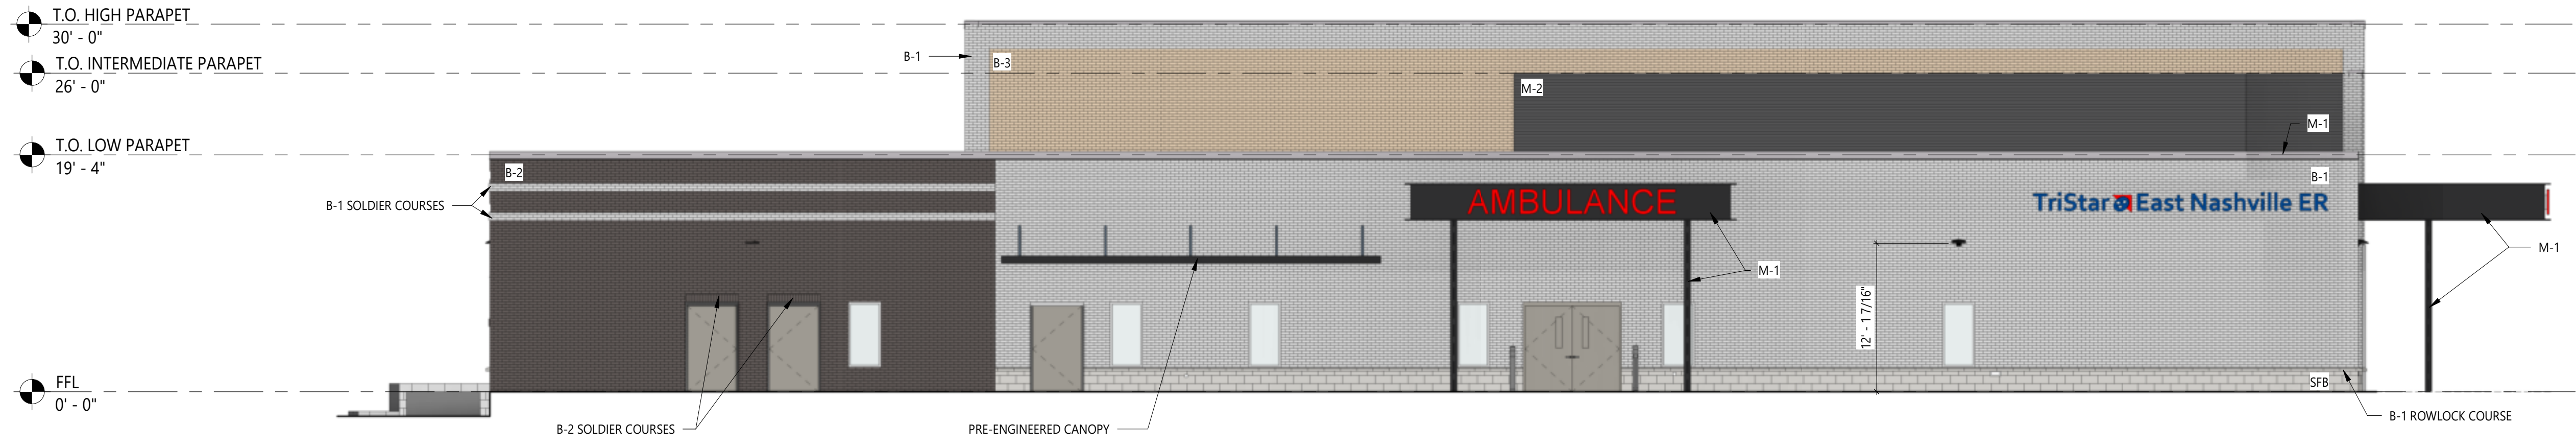 T.O. HIGH PARAPET
30' - 0"
T.O. INTERMEDIATE PARAPET
26' - 0"
T.O. LOW PARAPET
19' - 4"
FFL
0' - 0"
B-1
B-3
M-2
M-1
B-2
B-1
B-1 SOLDIER COURSES
AMBULANCE
TriStar East Nashville ER
M-1
M-1
12' - 1 7/16"
SFB
B-2 SOLDIER COURSES
PRE-ENGINEERED CANOPY
B-1 ROWLOCK COURSE